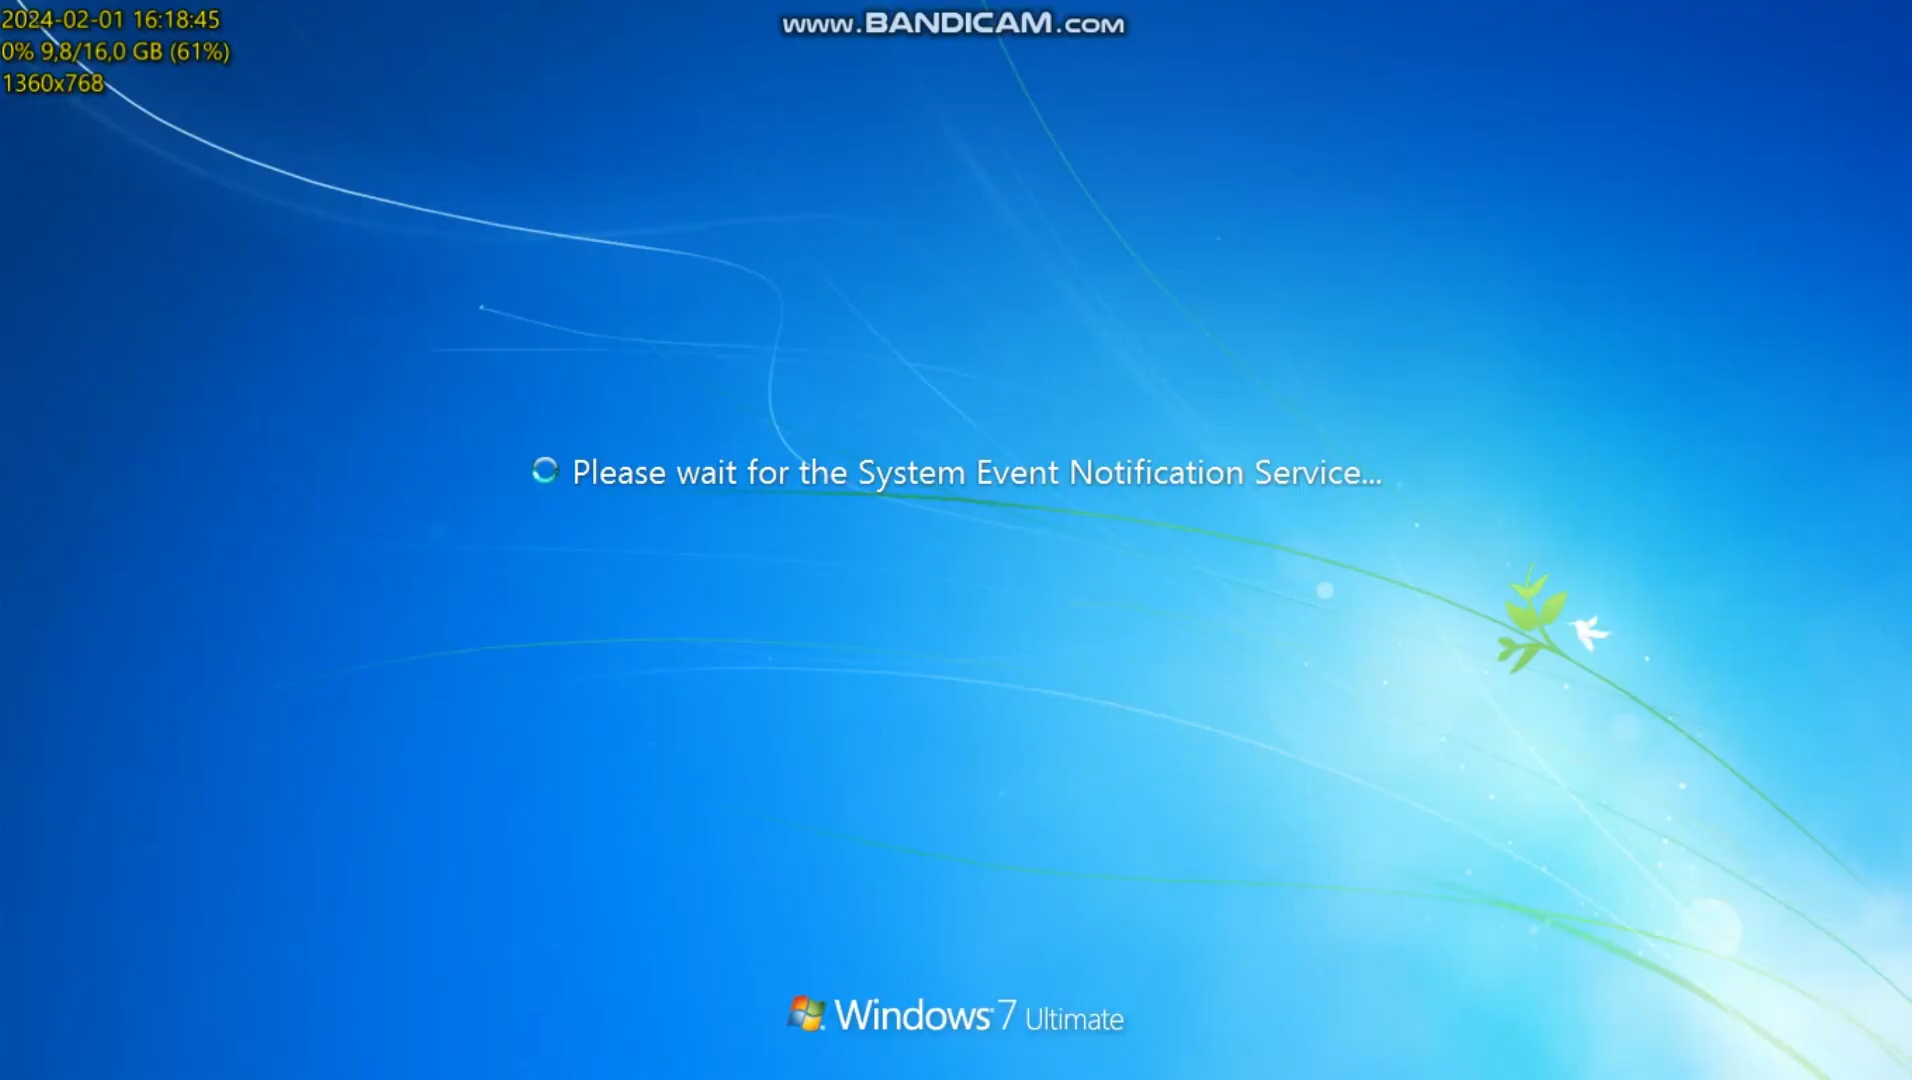 2024-02-01 16:18:45
www.BANDICAM.com
0% 9,8/16,0 GB (61%)
1360x768
Please wait for the System Event Notification Service...
Windows 7 Ultimate